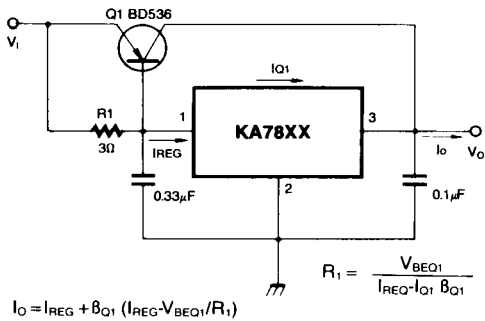 Q1 BD536
VI
IQ1
R1
3Ω
1
KA78XX
3
IREG
IO
VO
0.33μF
2
0.1μF
R1 = VBEQ1
IREQ-IQ1 βQ1
IO = IREG + βQ1 (IREG-VBEQ1/R1)